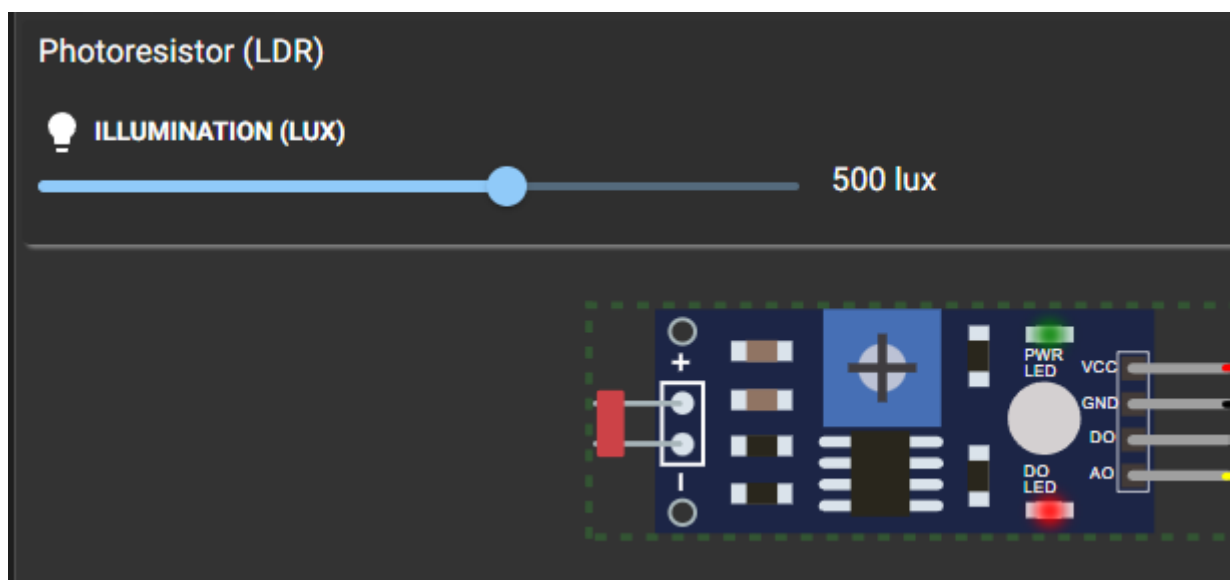 Photoresistor (LDR)
ILLUMINATION (LUX)
500 lux
+
PWR
LED
VCC
GND
DO
AO
DO
LED
–